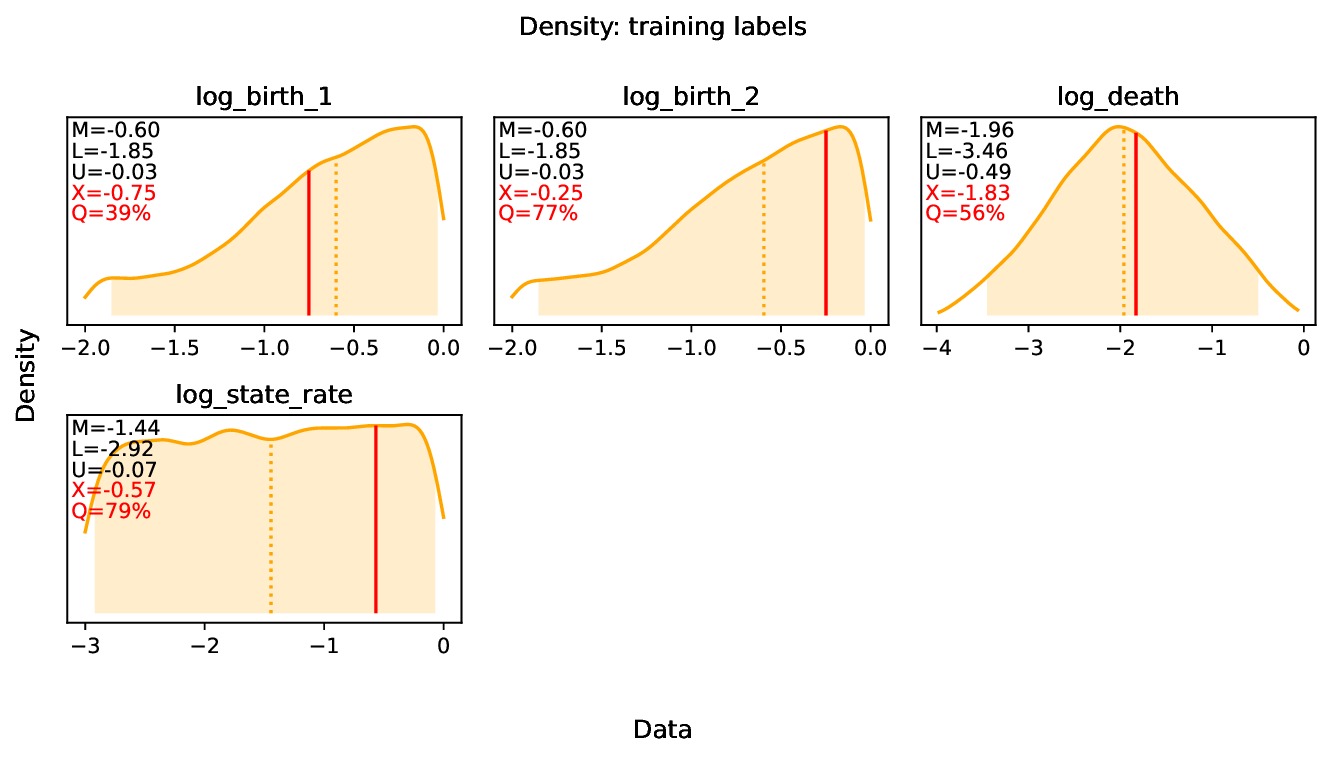 Density: training labels
log_birth_1
M=-0.60
L=-1.85
U=-0.03
X=-0.75
Q=39%
−2.0 −1.5 −1.0 −0.5 0.0
log_birth_2
M=-0.60
L=-1.85
U=-0.03
X=-0.25
Q=77%
−2.0 −1.5 −1.0 −0.5 0.0
log_death
M=-1.96
L=-3.46
U=-0.49
X=-1.83
Q=56%
−4 −3 −2 −1 0
Density
log_state_rate
M=-1.44
L=-2.92
U=-0.07
X=-0.57
Q=79%
−3 −2 −1 0
Data